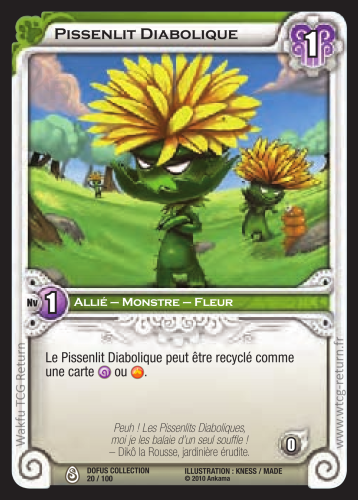 Pissenlit Diabolique
1
Nv 1
Allié – Monstre – Fleur
Le Pissenlit Diabolique peut être recyclé comme
une carte ou .
Peuh ! Les Pissenlits Diaboliques,
moi je les balaie d'un seul souffle !
– Dikô la Rousse, jardinière érudite.
0
DOFUS COLLECTION
20 / 100
ILLUSTRATION : KNESS / MADE
© 2010 Ankama
Wakfu TCG Return
www.wtcg-return.fr